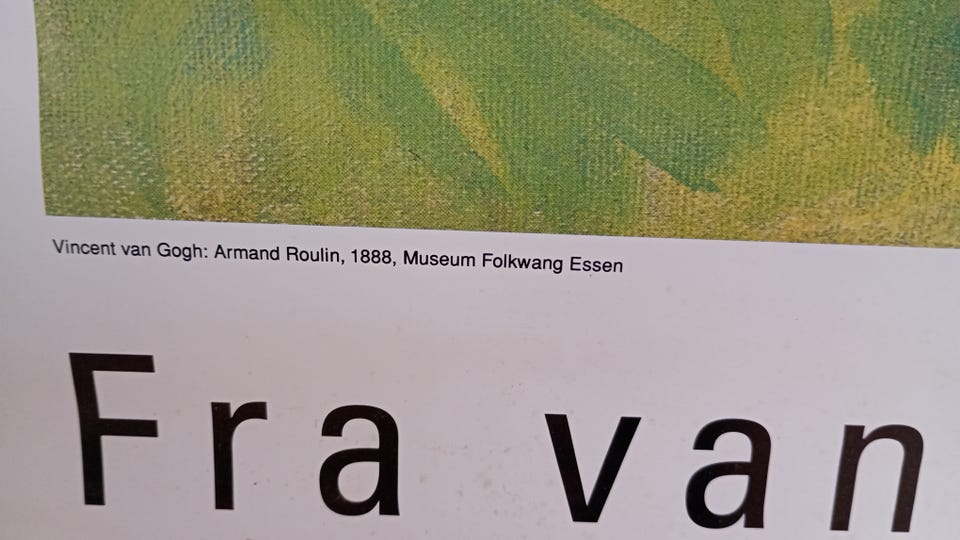 Vincent van Gogh: Armand Roulin, 1888, Museum Folkwang Essen
Fra van